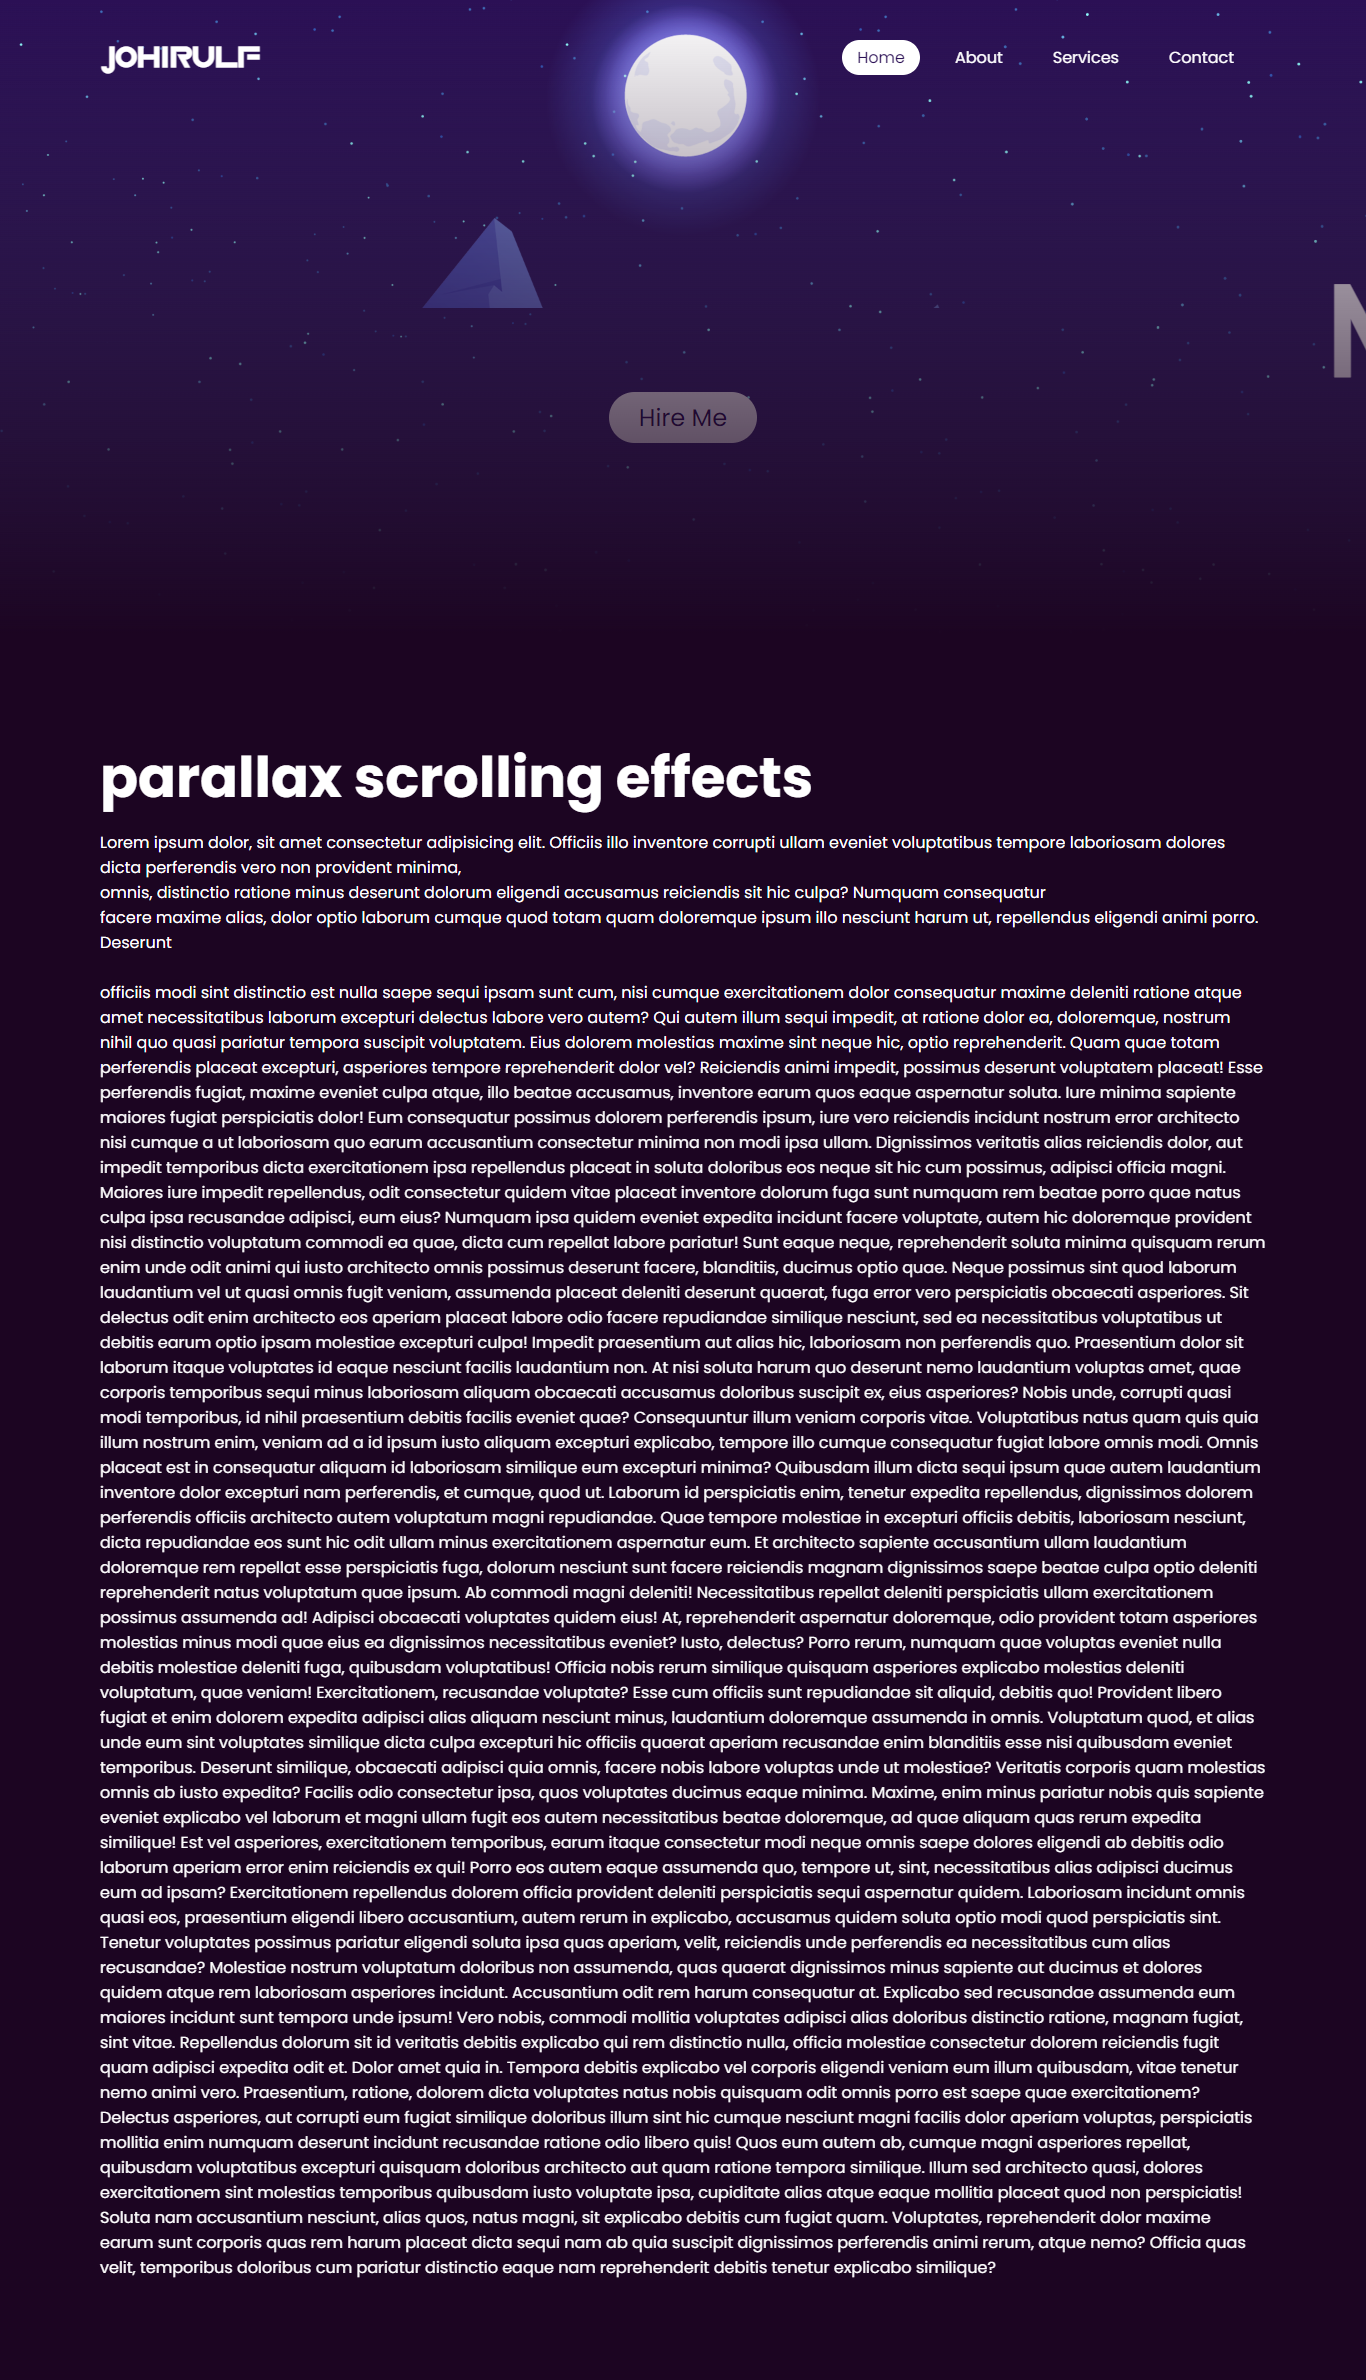 JOHIRULF
Home About Services Contact
Hire Me
parallax scrolling effects
Lorem ipsum dolor, sit amet consectetur adipisicing elit. Officiis illo inventore corrupti ullam eveniet voluptatibus tempore laboriosam dolores
dicta perferendis vero non provident minima,
omnis, distinctio ratione minus deserunt dolorum eligendi accusamus reiciendis sit hic culpa? Numquam consequatur
facere maxime alias, dolor optio laborum cumque quod totam quam doloremque ipsum illo nesciunt harum ut, repellendus eligendi animi porro.
Deserunt
officiis modi sint distinctio est nulla saepe sequi ipsam sunt cum, nisi cumque exercitationem dolor consequatur maxime deleniti ratione atque
amet necessitatibus laborum excepturi delectus labore vero autem? Qui autem illum sequi impedit, at ratione dolor ea, doloremque, nostrum
nihil quo quasi pariatur tempora suscipit voluptatem. Eius dolorem molestias maxime sint neque hic, optio reprehenderit. Quam quae totam
perferendis placeat excepturi, asperiores tempore reprehenderit dolor vel? Reiciendis animi impedit, possimus deserunt voluptatem placeat! Esse
perferendis fugiat, maxime eveniet culpa atque, illo beatae accusamus, inventore earum quos eaque aspernatur soluta. Iure minima sapiente
maiores fugiat perspiciatis dolor! Eum consequatur possimus dolorem perferendis ipsum, iure vero reiciendis incidunt nostrum error architecto
nisi cumque a ut laboriosam quo earum accusantium consectetur minima non modi ipsa ullam. Dignissimos veritatis alias reiciendis dolor, aut
impedit temporibus dicta exercitationem ipsa repellendus placeat in soluta doloribus eos neque sit hic cum possimus, adipisci officia magni.
Maiores iure impedit repellendus, odit consectetur quidem vitae placeat inventore dolorum fuga sunt numquam rem beatae porro quae natus
culpa ipsa recusandae adipisci, eum eius? Numquam ipsa quidem eveniet expedita incidunt facere voluptate, autem hic doloremque provident
nisi distinctio voluptatum commodi ea quae, dicta cum repellat labore pariatur! Sunt eaque neque, reprehenderit soluta minima quisquam rerum
enim unde odit animi qui iusto architecto omnis possimus deserunt facere, blanditiis, ducimus optio quae. Neque possimus sint quod laborum
laudantium vel ut quasi omnis fugit veniam, assumenda placeat deleniti deserunt quaerat, fuga error vero perspiciatis obcaecati asperiores. Sit
delectus odit enim architecto eos aperiam placeat labore odio facere repudiandae similique nesciunt, sed ea necessitatibus voluptatibus ut
debitis earum optio ipsam molestiae excepturi culpa! Impedit praesentium aut alias hic, laboriosam non perferendis quo. Praesentium dolor sit
laborum itaque voluptates id eaque nesciunt facilis laudantium non. At nisi soluta harum quo deserunt nemo laudantium voluptas amet, quae
corporis temporibus sequi minus laboriosam aliquam obcaecati accusamus doloribus suscipit ex, eius asperiores? Nobis unde, corrupti quasi
modi temporibus, id nihil praesentium debitis facilis eveniet quae? Consequuntur illum veniam corporis vitae. Voluptatibus natus quam quis quia
illum nostrum enim, veniam ad a id ipsum iusto aliquam excepturi explicabo, tempore illo cumque consequatur fugiat labore omnis modi. Omnis
placeat est in consequatur aliquam id laboriosam similique eum excepturi minima? Quibusdam illum dicta sequi ipsum quae autem laudantium
inventore dolor excepturi nam perferendis, et cumque, quod ut. Laborum id perspiciatis enim, tenetur expedita repellendus, dignissimos dolorem
perferendis officiis architecto autem voluptatum magni repudiandae. Quae tempore molestiae in excepturi officiis debitis, laboriosam nesciunt,
dicta repudiandae eos sunt hic odit ullam minus exercitationem aspernatur eum. Et architecto sapiente accusantium ullam laudantium
doloremque rem repellat esse perspiciatis fuga, dolorum nesciunt sunt facere reiciendis magnam dignissimos saepe beatae culpa optio deleniti
reprehenderit natus voluptatum quae ipsum. Ab commodi magni deleniti! Necessitatibus repellat deleniti perspiciatis ullam exercitationem
possimus assumenda ad! Adipisci obcaecati voluptates quidem eius! At, reprehenderit aspernatur doloremque, odio provident totam asperiores
molestias minus modi quae eius ea dignissimos necessitatibus eveniet? Iusto, delectus? Porro rerum, numquam quae voluptas eveniet nulla
debitis molestiae deleniti fuga, quibusdam voluptatibus! Officia nobis rerum similique quisquam asperiores explicabo molestias deleniti
voluptatum, quae veniam! Exercitationem, recusandae voluptate? Esse cum officiis sunt repudiandae sit aliquid, debitis quo! Provident libero
fugiat et enim dolorem expedita adipisci alias aliquam nesciunt minus, laudantium doloremque assumenda in omnis. Voluptatum quod, et alias
unde eum sint voluptates similique dicta culpa excepturi hic officiis quaerat aperiam recusandae enim blanditiis esse nisi quibusdam eveniet
temporibus. Deserunt similique, obcaecati adipisci quia omnis, facere nobis labore voluptas unde ut molestiae? Veritatis corporis quam molestias
omnis ab iusto expedita? Facilis odio consectetur ipsa, quos voluptates ducimus eaque minima. Maxime, enim minus pariatur nobis quis sapiente
eveniet explicabo vel laborum et magni ullam fugit eos autem necessitatibus beatae doloremque, ad quae aliquam quas rerum expedita
similique! Est vel asperiores, exercitationem temporibus, earum itaque consectetur modi neque omnis saepe dolores eligendi ab debitis odio
laborum aperiam error enim reiciendis ex qui! Porro eos autem eaque assumenda quo, tempore ut, sint, necessitatibus alias adipisci ducimus
eum ad ipsam? Exercitationem repellendus dolorem officia provident deleniti perspiciatis sequi aspernatur quidem. Laboriosam incidunt omnis
quasi eos, praesentium eligendi libero accusantium, autem rerum in explicabo, accusamus quidem soluta optio modi quod perspiciatis sint.
Tenetur voluptates possimus pariatur eligendi soluta ipsa quas aperiam, velit, reiciendis unde perferendis ea necessitatibus cum alias
recusandae? Molestiae nostrum voluptatum doloribus non assumenda, quas quaerat dignissimos minus sapiente aut ducimus et dolores
quidem atque rem laboriosam asperiores incidunt. Accusantium odit rem harum consequatur at. Explicabo sed recusandae assumenda eum
maiores incidunt sunt tempora unde ipsum! Vero nobis, commodi mollitia voluptates adipisci alias doloribus distinctio ratione, magnam fugiat,
sint vitae. Repellendus dolorum sit id veritatis debitis explicabo qui rem distinctio nulla, officia molestiae consectetur dolorem reiciendis fugit
quam adipisci expedita odit et. Dolor amet quia in. Tempora debitis explicabo vel corporis eligendi veniam eum illum quibusdam, vitae tenetur
nemo animi vero. Praesentium, ratione, dolorem dicta voluptates natus nobis quisquam odit omnis porro est saepe quae exercitationem?
Delectus asperiores, aut corrupti eum fugiat similique doloribus illum sint hic cumque nesciunt magni facilis dolor aperiam voluptas, perspiciatis
mollitia enim numquam deserunt incidunt recusandae ratione odio libero quis! Quos eum autem ab, cumque magni asperiores repellat,
quibusdam voluptatibus excepturi quisquam doloribus architecto aut quam ratione tempora similique. Illum sed architecto quasi, dolores
exercitationem sint molestias temporibus quibusdam iusto voluptate ipsa, cupiditate alias atque eaque mollitia placeat quod non perspiciatis!
Soluta nam accusantium nesciunt, alias quos, natus magni, sit explicabo debitis cum fugiat quam. Voluptates, reprehenderit dolor maxime
earum sunt corporis quas rem harum placeat dicta sequi nam ab quia suscipit dignissimos perferendis animi rerum, atque nemo? Officia quas
velit, temporibus doloribus cum pariatur distinctio eaque nam reprehenderit debitis tenetur explicabo similique?